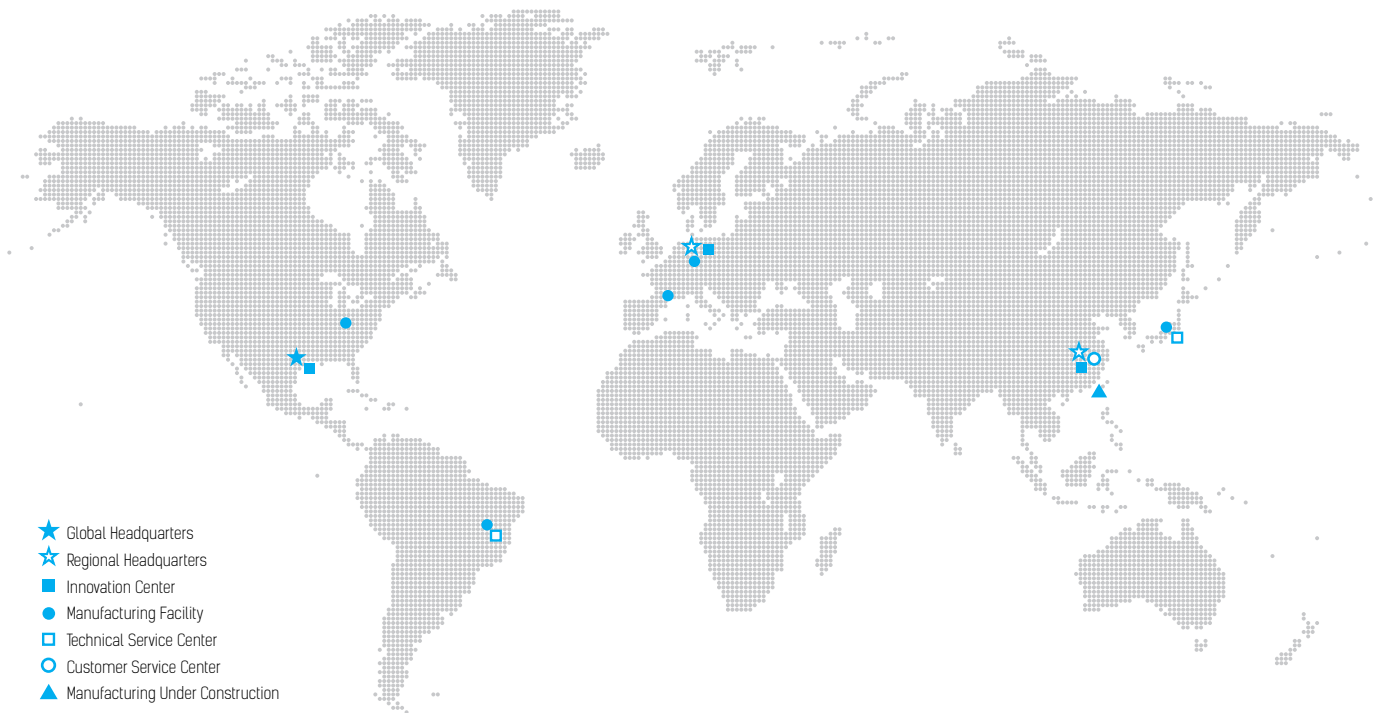 Global Headquarters
Regional Headquarters
Innovation Center
Manufacturing Facility
Technical Service Center
Customer Service Center
Manufacturing Under Construction